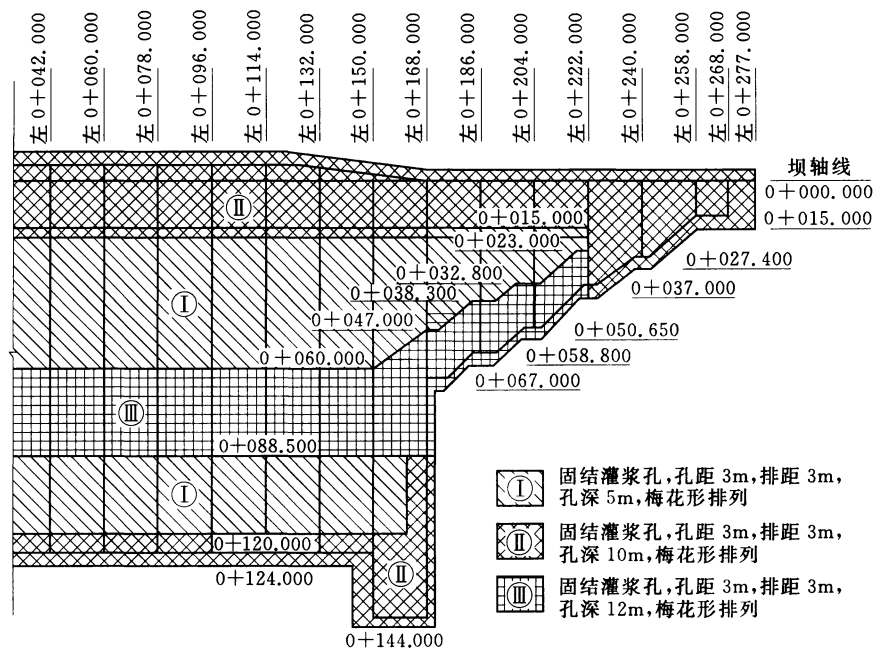 左0+042.000
左0+060.000
左0+078.000
左0+096.000
左0+114.000
左0+132.000
左0+150.000
左0+168.000
左0+186.000
左0+204.000
左0+222.000
左0+240.000
左0+258.000
左0+268.000
左0+277.000
坝轴线
0+000.000
0+015.000
Ⅱ
0+015.000
0+023.000
0+027.400
0+032.800
0+037.000
0+038.300
Ⅰ
0+047.000
0+050.650
0+060.000
0+058.800
0+067.000
Ⅲ
0+088.500
Ⅰ
0+120.000
0+124.000
Ⅱ
0+144.000
Ⅰ 固结灌浆孔,孔距3m,排距3m,
孔深5m,梅花形排列
Ⅱ 固结灌浆孔,孔距3m,排距3m,
孔深10m,梅花形排列
Ⅲ 固结灌浆孔,孔距3m,排距3m,
孔深12m,梅花形排列